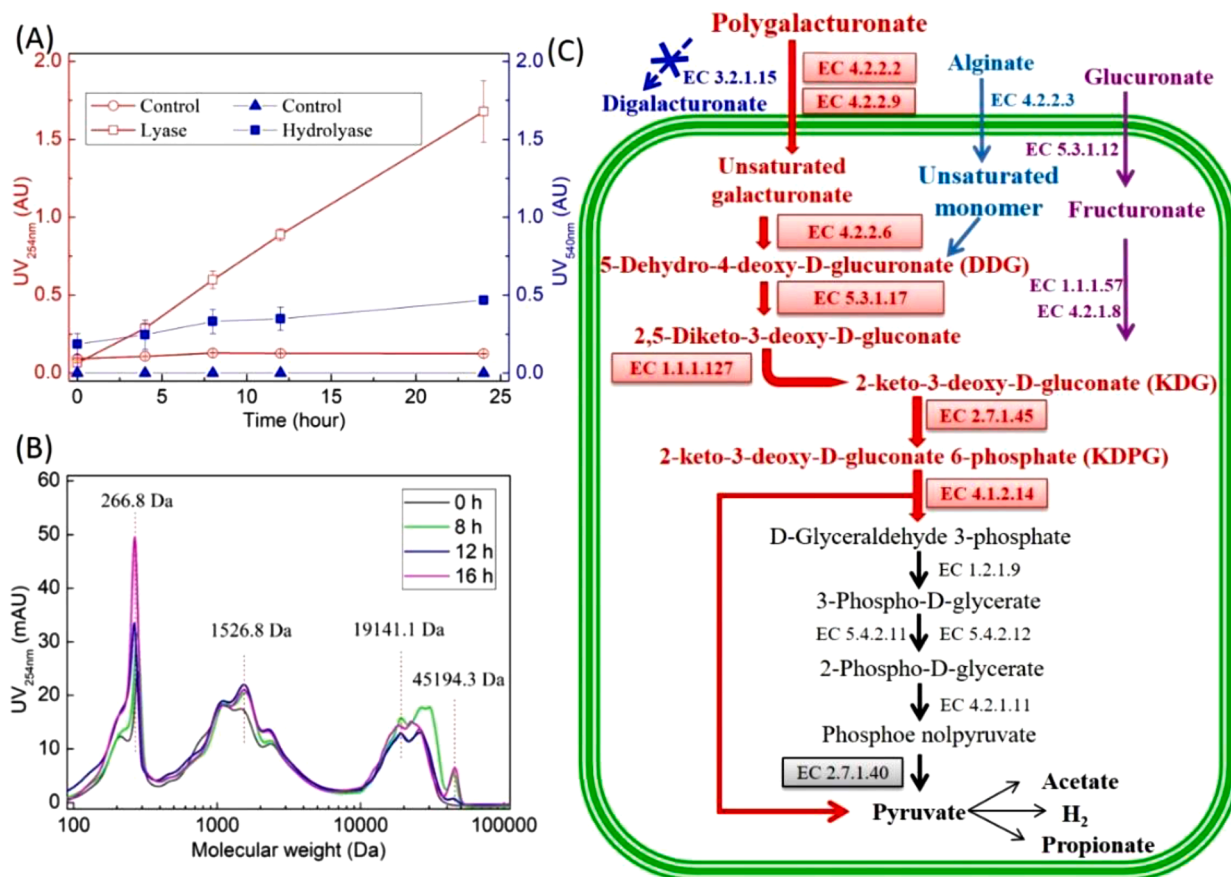 (A)
2.0
1.5
1.0
0.5
0.0
UV254nm (AU)
Control
Lyase
Control
Hydrolyase
2.0
1.5
1.0
0.5
0.0
UV540nm (AU)
0 5 10 15 20 25
Time (hour)
(B)
60
50
40
30
20
10
0
UV254nm (mAU)
266.8 Da
1526.8 Da
19141.1 Da
45194.3 Da
0 h
8 h
12 h
16 h
100 1000 10000 100000
Molecular weight (Da)
(C)
Polygalacturonate
EC 3.2.1.15
Digalacturonate
EC 4.2.2.2
EC 4.2.2.9
Alginate
EC 4.2.2.3
Glucuronate
EC 5.3.1.12
Unsaturated
galacturonate
Unsaturated
monomer
Fructuronate
EC 4.2.2.6
5-Dehydro-4-deoxy-D-glucuronate (DDG)
EC 1.1.1.57
EC 4.2.1.8
EC 5.3.1.17
2,5-Diketo-3-deoxy-D-gluconate
EC 1.1.1.127
2-keto-3-deoxy-D-gluconate (KDG)
EC 2.7.1.45
2-keto-3-deoxy-D-gluconate 6-phosphate (KDPG)
EC 4.1.2.14
D-Glyceraldehyde 3-phosphate
EC 1.2.1.9
3-Phospho-D-glycerate
EC 5.4.2.11 EC 5.4.2.12
2-Phospho-D-glycerate
EC 4.2.1.11
Phosphoe nolpyruvate
EC 2.7.1.40
Pyruvate
Acetate
H2
Propionate